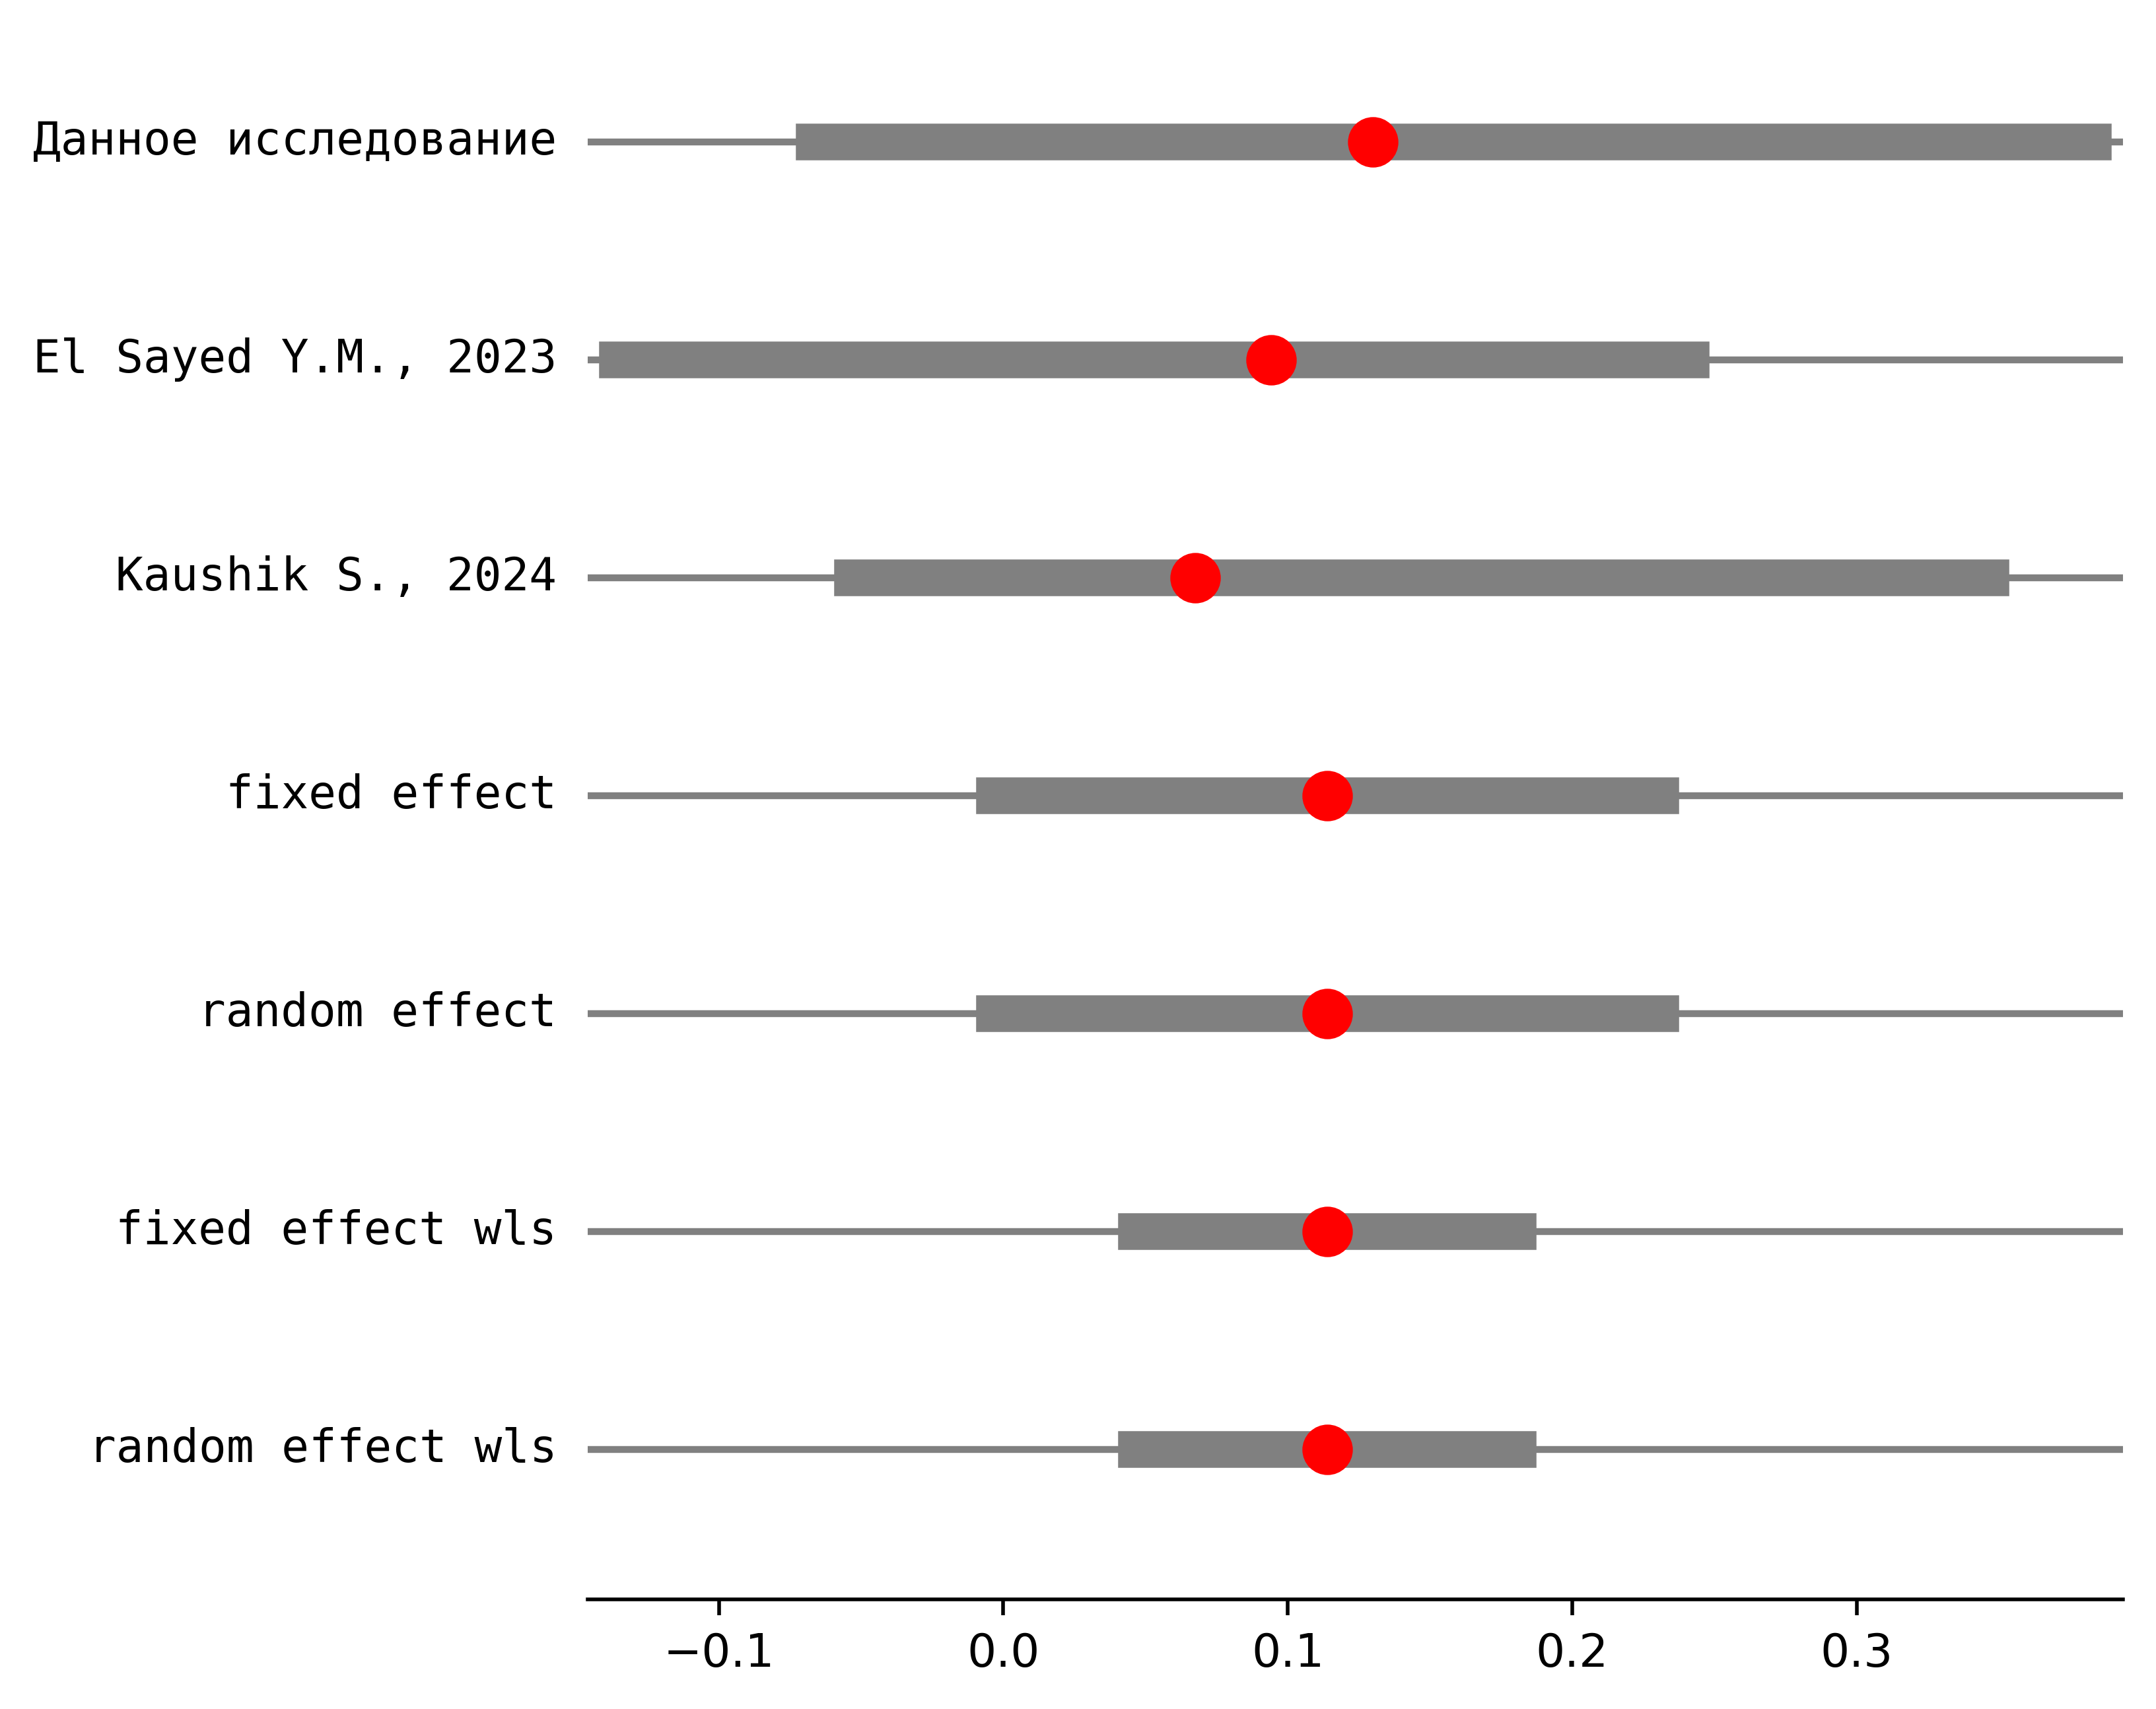 Данное исследование
El Sayed Y.M., 2023
Kaushik S., 2024
fixed effect
random effect
fixed effect wls
random effect wls
−0.1 0.0 0.1 0.2 0.3